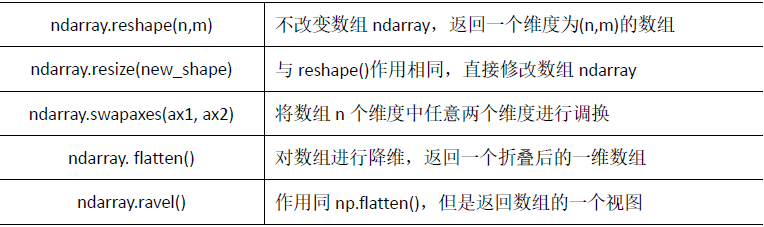 ndarray.reshape(n,m) 不改变数组 ndarray，返回一个维度为(n,m)的数组
ndarray.resize(new_shape) 与 reshape()作用相同，直接修改数组 ndarray
ndarray.swapaxes(ax1, ax2) 将数组 n 个维度中任意两个维度进行调换
ndarray. flatten() 对数组进行降维，返回一个折叠后的一维数组
ndarray.ravel() 作用同 np.flatten()，但是返回数组的一个视图